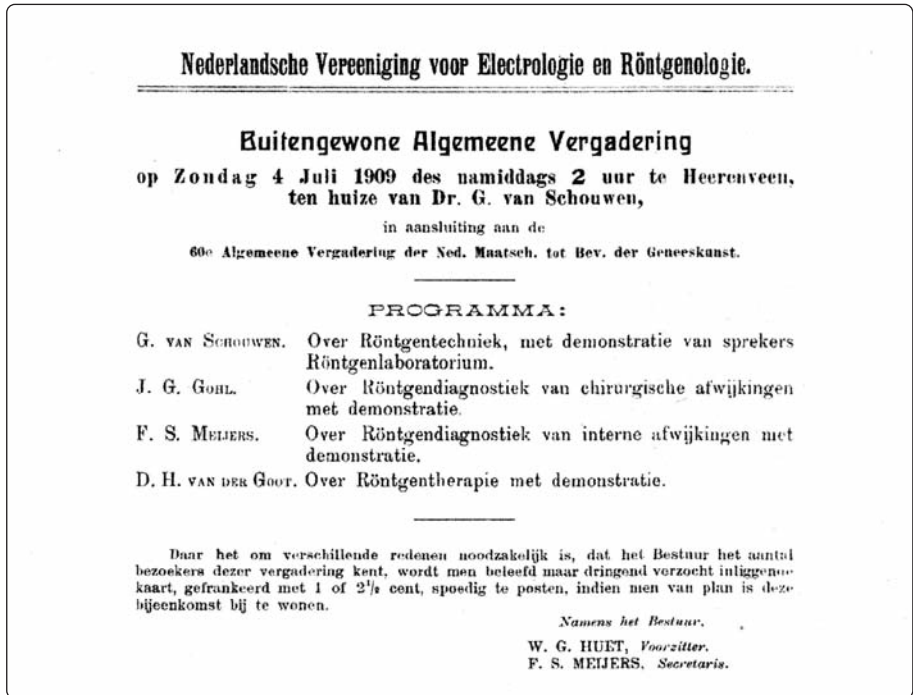 Nederlandsche Vereeniging voor Electrologie en Röntgenologie.
Buitengewone Algemeene Vergadering
op Zondag 4 Juli 1909 des namiddags 2 uur te Heerenveen,
ten huize van Dr. G. van Schouwen,
in aansluiting aan de
60e Algemeene Vergadering der Ned. Maatsch. tot Bev. der Geneeskunst.
PROGRAMMA:
G. VAN SCHOUWEN. Over Röntgentechniek, met demonstratie van sprekers
Röntgenlaboratorium.
J. G. GOHL. Over Röntgendiagnostiek van chirurgische afwijkingen
met demonstratie.
F. S. MEIJERS. Over Röntgendiagnostiek van interne afwijkingen met
demonstratie.
D. H. VAN DER GOOT. Over Röntgentherapie met demonstratie.
Daar het om verschillende redenen noodzakelijk is, dat het Bestuur het aantal
bezoekers dezer vergadering kent, wordt men beleefd maar dringend verzocht inliggende
kaart, gefrankeerd met 1 of 2½ cent, spoedig te posten, indien men van plan is deze
bijeenkomst bij te wonen.
Namens het Bestuur,
W. G. HUET, Voorzitter.
F. S. MEIJERS, Secretaris.